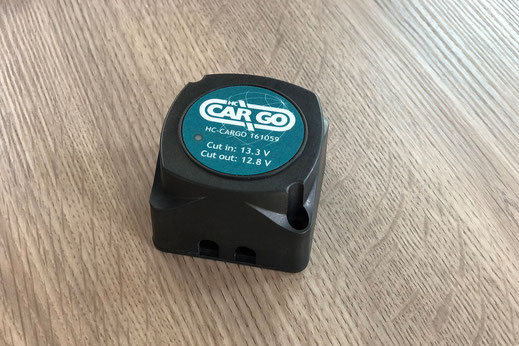 HC
CARGO
HC-CARGO 161059
Cut in: 13.3 V
Cut out: 12.8 V